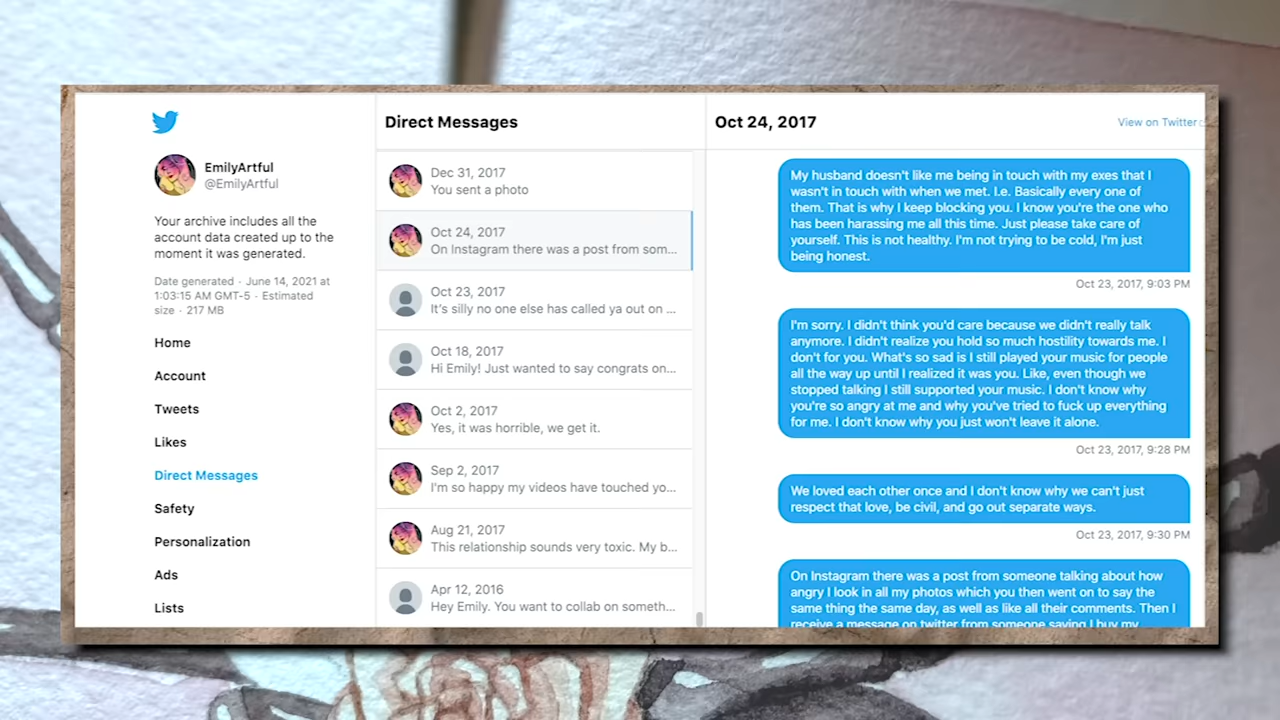 EmilyArtful
@EmilyArtful
Your archive includes all the
account data created up to the
moment it was generated.
Date generated · June 14, 2021 at
1:03:15 AM GMT-5 · Estimated
size · 217 MB
Home
Account
Tweets
Likes
Direct Messages
Safety
Personalization
Ads
Lists
Direct Messages
Dec 31, 2017
You sent a photo
Oct 24, 2017
On Instagram there was a post from som...
Oct 23, 2017
It's silly no one else has called ya out on ...
Oct 18, 2017
Hi Emily! Just wanted to say congrats on...
Oct 2, 2017
Yes, it was horrible, we get it.
Sep 2, 2017
I'm so happy my videos have touched yo...
Aug 21, 2017
This relationship sounds very toxic. My b...
Apr 12, 2016
Hey Emily. You want to collab on someth...
Oct 24, 2017
View on Twitter
My husband doesn't like me being in touch with my exes that I
wasn't in touch with when we met. I.e. Basically every one of
them. That is why I keep blocking you. I know you're the one who
has been harassing me all this time. Just please take care of
yourself. This is not healthy. I'm not trying to be cold, I'm just
being honest.
Oct 23, 2017, 9:03 PM
I'm sorry. I didn't think you'd care because we didn't really talk
anymore. I didn't realize you hold so much hostility towards me. I
don't for you. What's so sad is I still played your music for people
all the way up until I realized it was you. Like, even though we
stopped talking I still supported your music. I don't know why
you're so angry at me and why you've tried to fuck up everything
for me. I don't know why you just won't leave it alone.
Oct 23, 2017, 9:28 PM
We loved each other once and I don't know why we can't just
respect that love, be civil, and go out separate ways.
Oct 23, 2017, 9:30 PM
On Instagram there was a post from someone talking about how
angry I look in all my photos which you then went on to say the
same thing the same day, as well as like all their comments. Then I
receive a message on twitter from someone saying I buy my